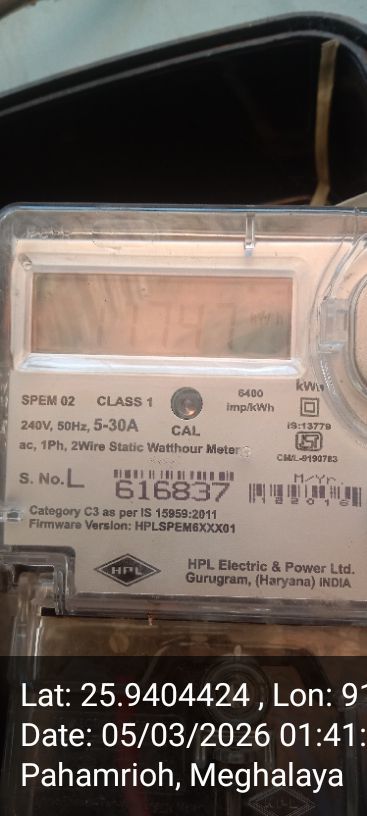 11747 kWh
SPEM 02 CLASS 1 6400 imp/kWh kWh
240V, 50Hz, 5-30A CAL IS:13779
ac, 1Ph, 2Wire Static Watthour Meter CM/L-9190783
S. No. L 616837 M/Yr.
122016
Category C3 as per IS 15959:2011
Firmware Version: HPLSPEM6XXX01
HPL HPL Electric & Power Ltd.
Gurugram, (Haryana) INDIA
Lat: 25.9404424 , Lon: 91
Date: 05/03/2026 01:41:
Pahamrioh, Meghalaya